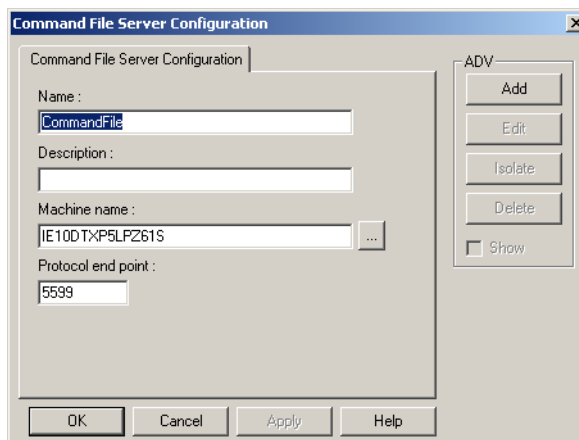 Command File Server Configuration
Command File Server Configuration
Name :
CommandFile
Description :
Machine name :
IE10DTXP5LPZ61S
...
Protocol end point :
5599
ADV
Add
Edit
Isolate
Delete
Show
OK
Cancel
Apply
Help